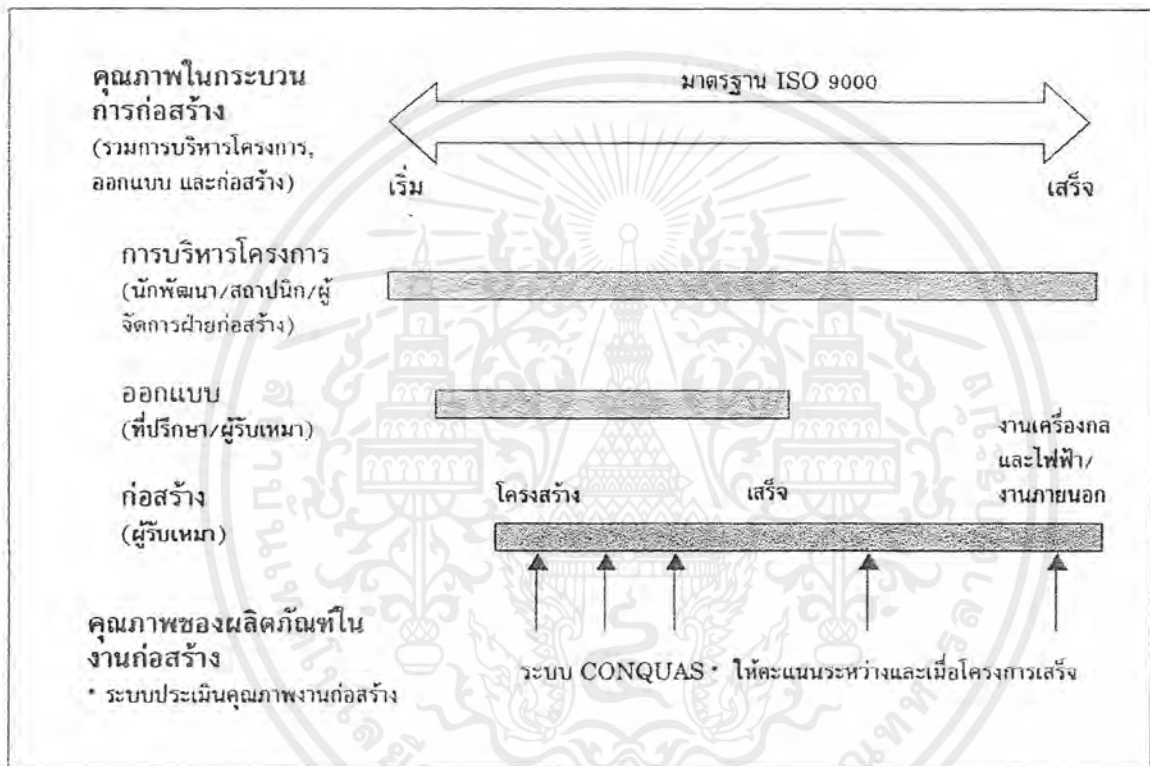 คุณภาพในกระบวน
การก่อสร้าง
(รวมการบริหารโครงการ,
ออกแบบ และก่อสร้าง)
มาตรฐาน ISO 9000
เริ่ม
เสร็จ
การบริหารโครงการ
(นักพัฒนา/สถาปนิก/ผู้
จัดการฝ่ายก่อสร้าง)
ออกแบบ
(ที่ปรึกษา/ผู้รับเหมา)
งานเครื่องกล
และไฟฟ้า/
งานภายนอก
ก่อสร้าง
(ผู้รับเหมา)
โครงสร้าง
เสร็จ
คุณภาพของผลิตภัณฑ์ใน
งานก่อสร้าง
* ระบบประเมินคุณภาพงานก่อสร้าง
ระบบ CONQUAS * ให้คะแนนระหว่างและเมื่อโครงการเสร็จ